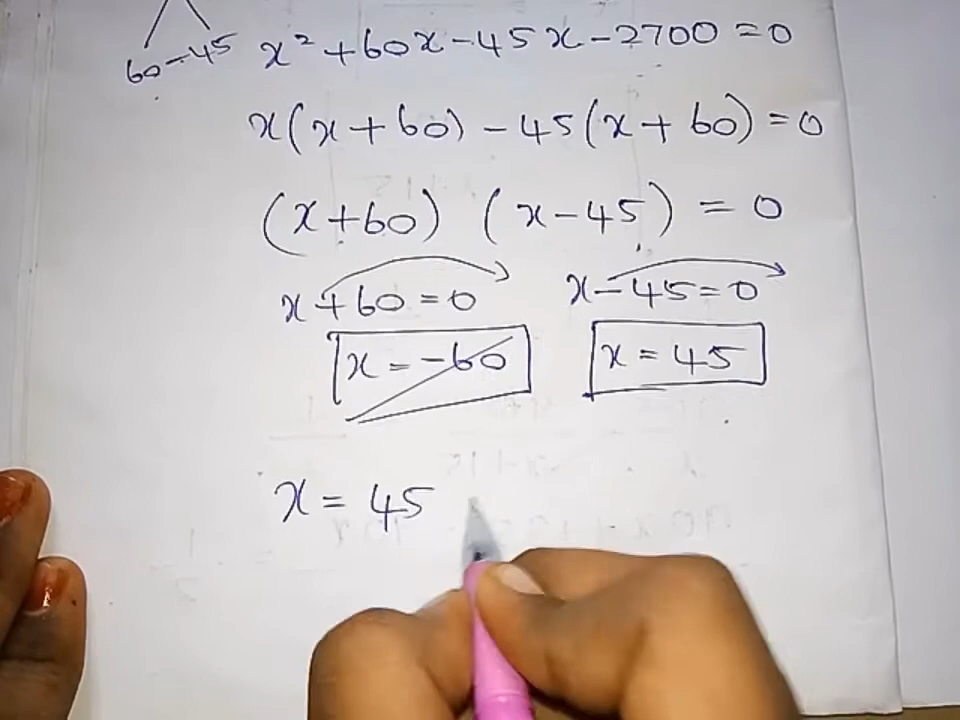 60 -45
x² + 60x - 45x - 2700 = 0
x(x + 60) - 45(x + 60) = 0
(x + 60) (x - 45) = 0
x + 60 = 0 x - 45 = 0
x = -60 x = 45
x = 45